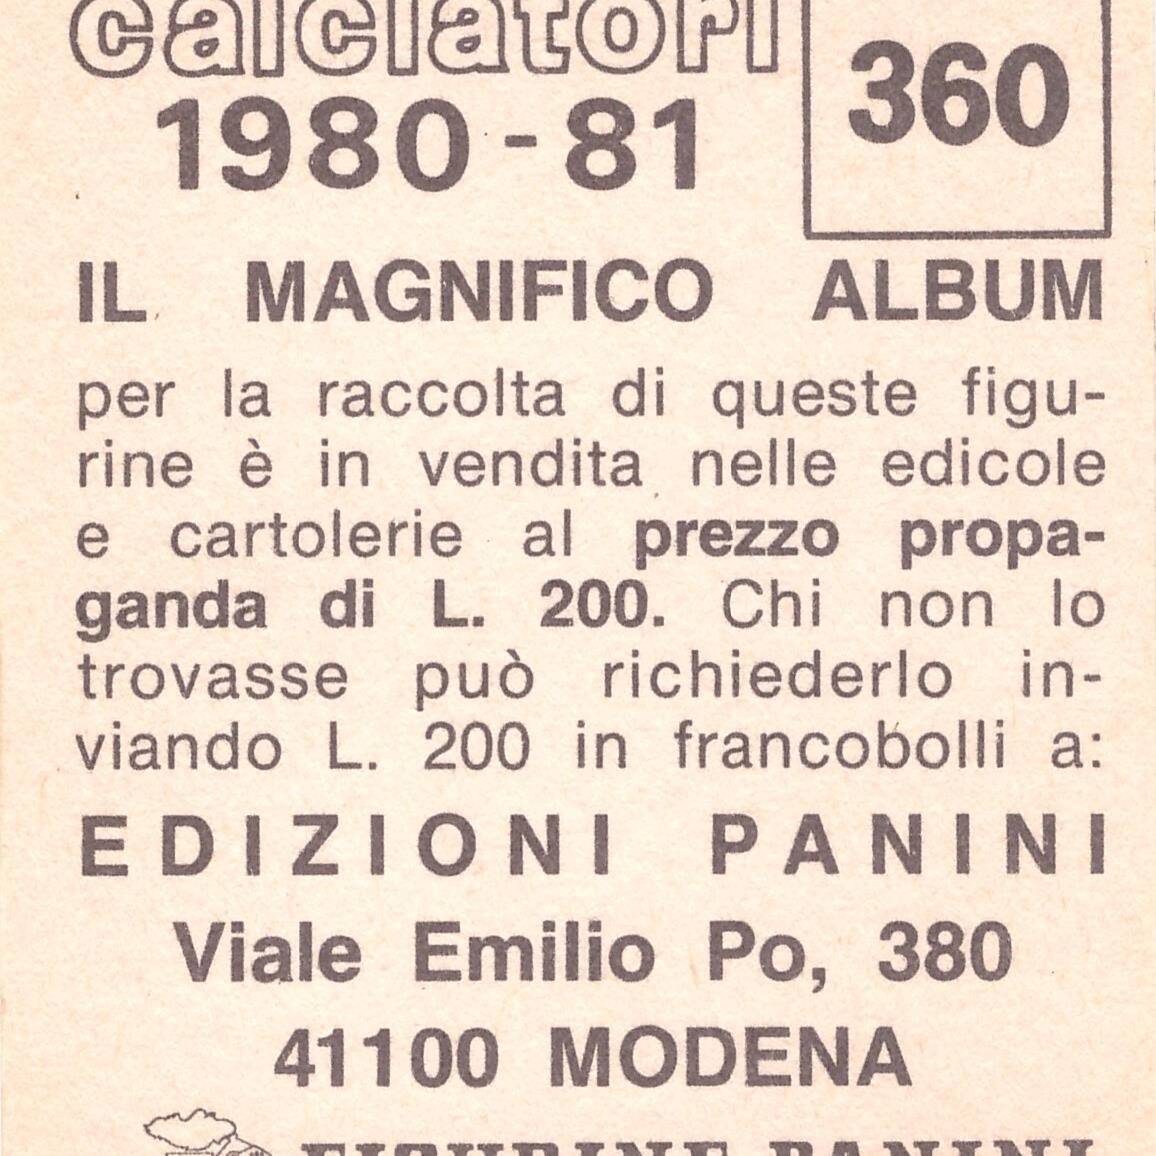 calciatori
1980-81
360
IL MAGNIFICO ALBUM
per la raccolta di queste figu-
rine è in vendita nelle edicole
e cartolerie al prezzo propa-
ganda di L. 200. Chi non lo
trovasse può richiederlo in-
viando L. 200 in francobolli a:
EDIZIONI PANINI
Viale Emilio Po, 380
41100 MODENA
FIGURINE PANINI